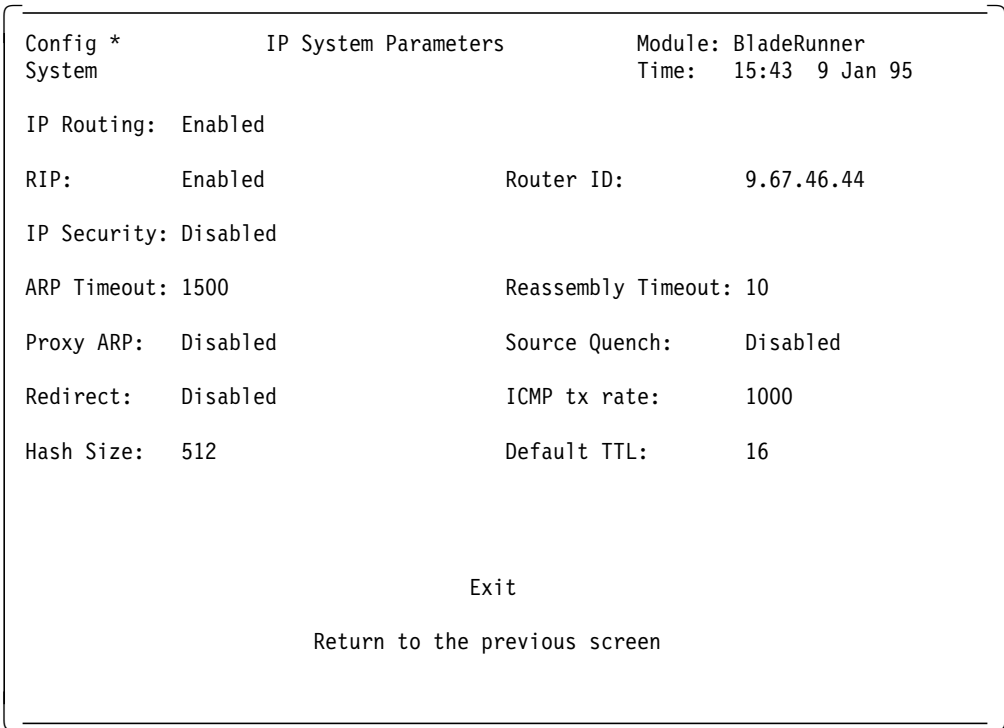 Config *            IP System Parameters           Module: BladeRunner
System                                             Time:   15:43  9 Jan 95
IP Routing:  Enabled
RIP:         Enabled                    Router ID:          9.67.46.44
IP Security: Disabled
ARP Timeout: 1500                       Reassembly Timeout: 10
Proxy ARP:   Disabled                   Source Quench:      Disabled
Redirect:    Disabled                   ICMP tx rate:       1000
Hash Size:   512                        Default TTL:        16
Exit
Return to the previous screen